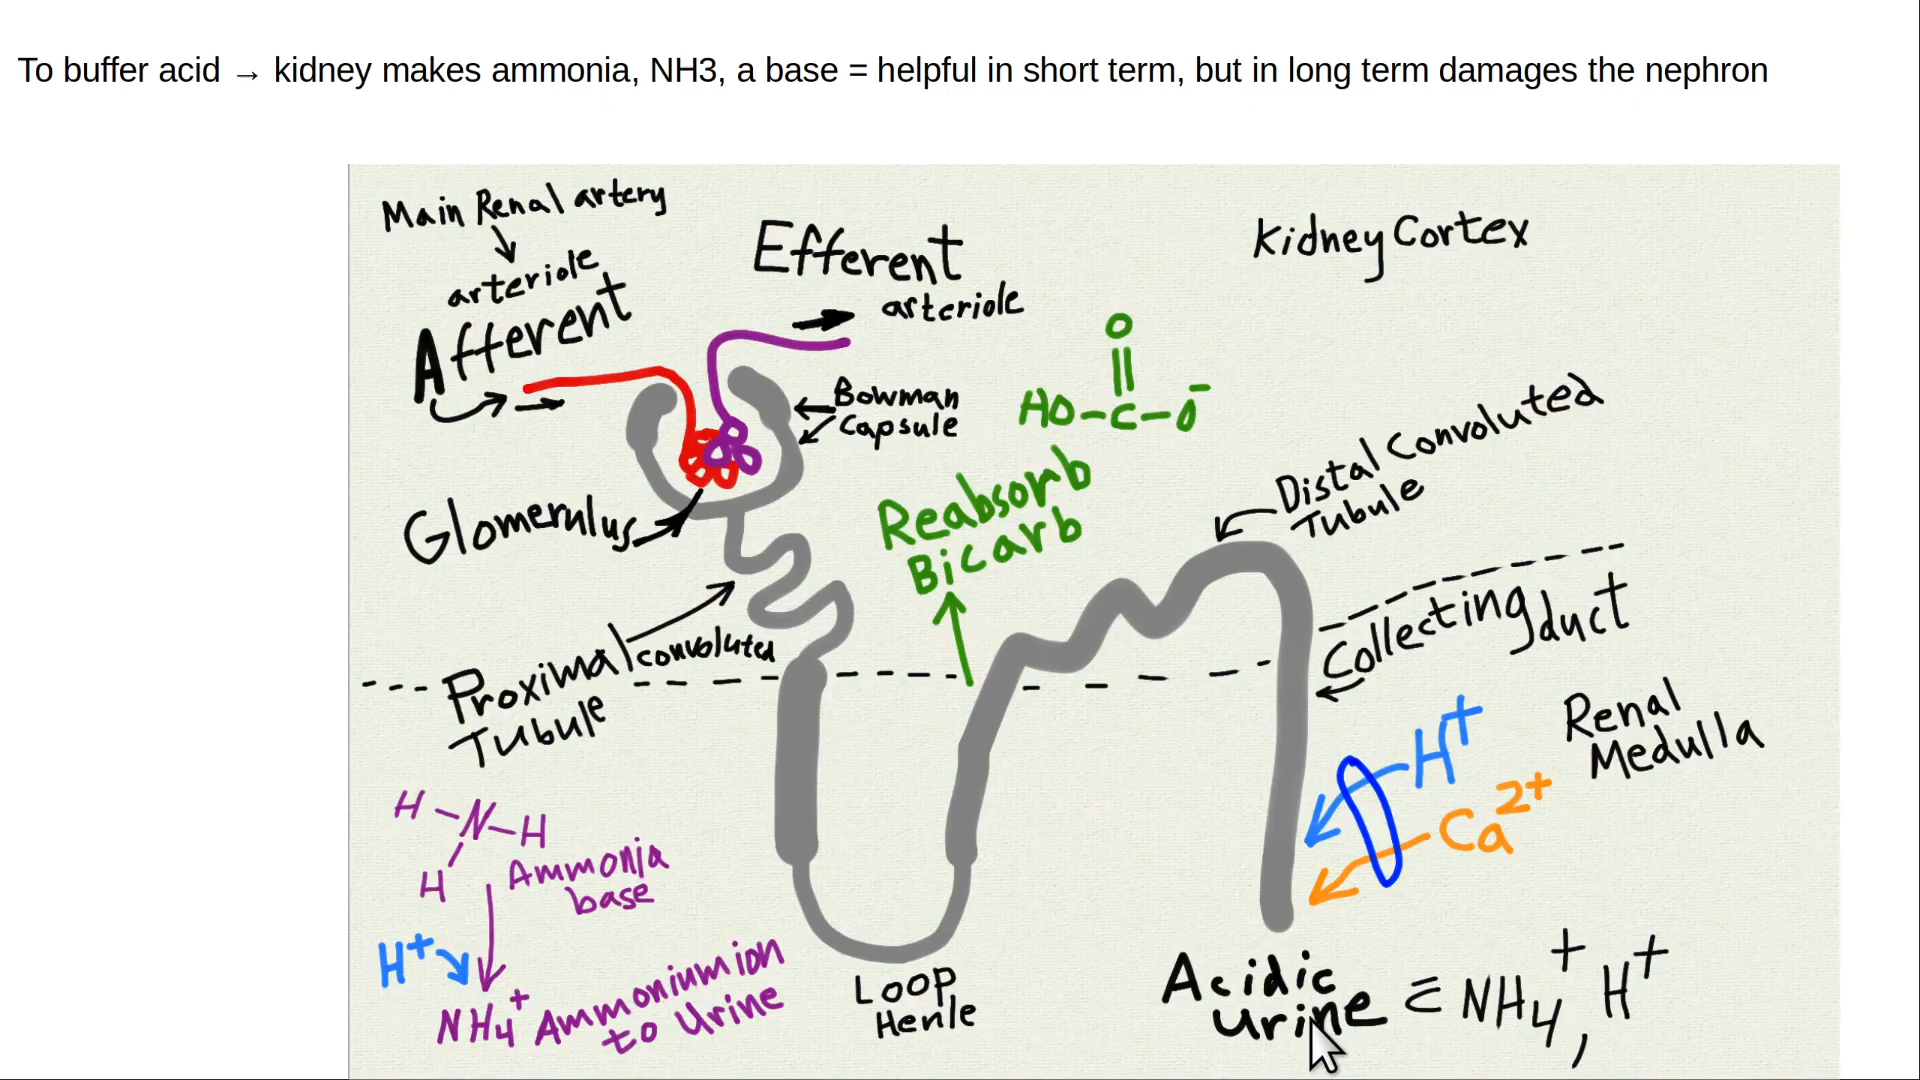 To buffer acid → kidney makes ammonia, NH3, a base = helpful in short term, but in long term damages the nephron
Main Renal artery
arteriole
Afferent
Efferent
arteriole
Kidney Cortex
Bowman
Capsule
O
HO-C-O⁻
Glomerulus
Reabsorb
Bicarb
Distal Convoluted
Tubule
Proximal convoluted
Tubule
Collecting duct
Renal
Medulla
H⁺
Ca²⁺
H-N-H
H
Ammonia
base
H⁺
NH₄⁺ Ammonium ion
to Urine
Loop
Henle
Acidic
Urine = NH₄⁺, H⁺